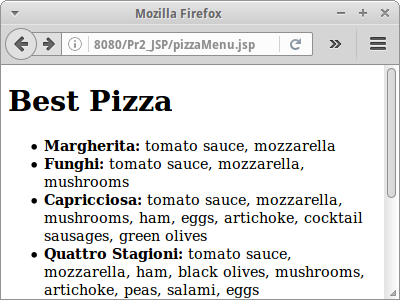 Mozilla Firefox
8080/Pr2_JSP/pizzaMenu.jsp
Best Pizza
• Margherita: tomato sauce, mozzarella
• Funghi: tomato sauce, mozzarella,
mushrooms
• Capricciosa: tomato sauce, mozzarella,
mushrooms, ham, eggs, artichoke, cocktail
sausages, green olives
• Quattro Stagioni: tomato sauce,
mozzarella, ham, black olives, mushrooms,
artichoke, peas, salami, eggs